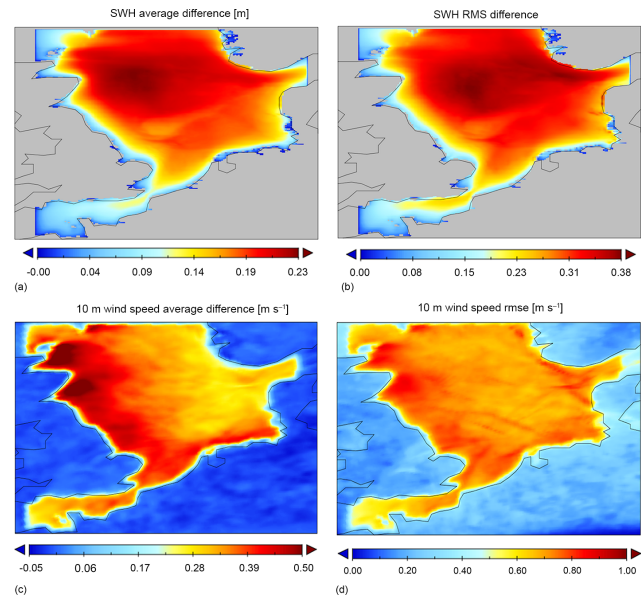 SWH average difference [m]
SWH RMS difference
-0.00 0.04 0.09 0.14 0.19 0.23
0.00 0.08 0.15 0.23 0.31 0.38
(a)
(b)
10 m wind speed average difference [m s⁻¹]
10 m wind speed rmse [m s⁻¹]
-0.05 0.06 0.17 0.28 0.39 0.50
0.00 0.20 0.40 0.60 0.80 1.00
(c)
(d)